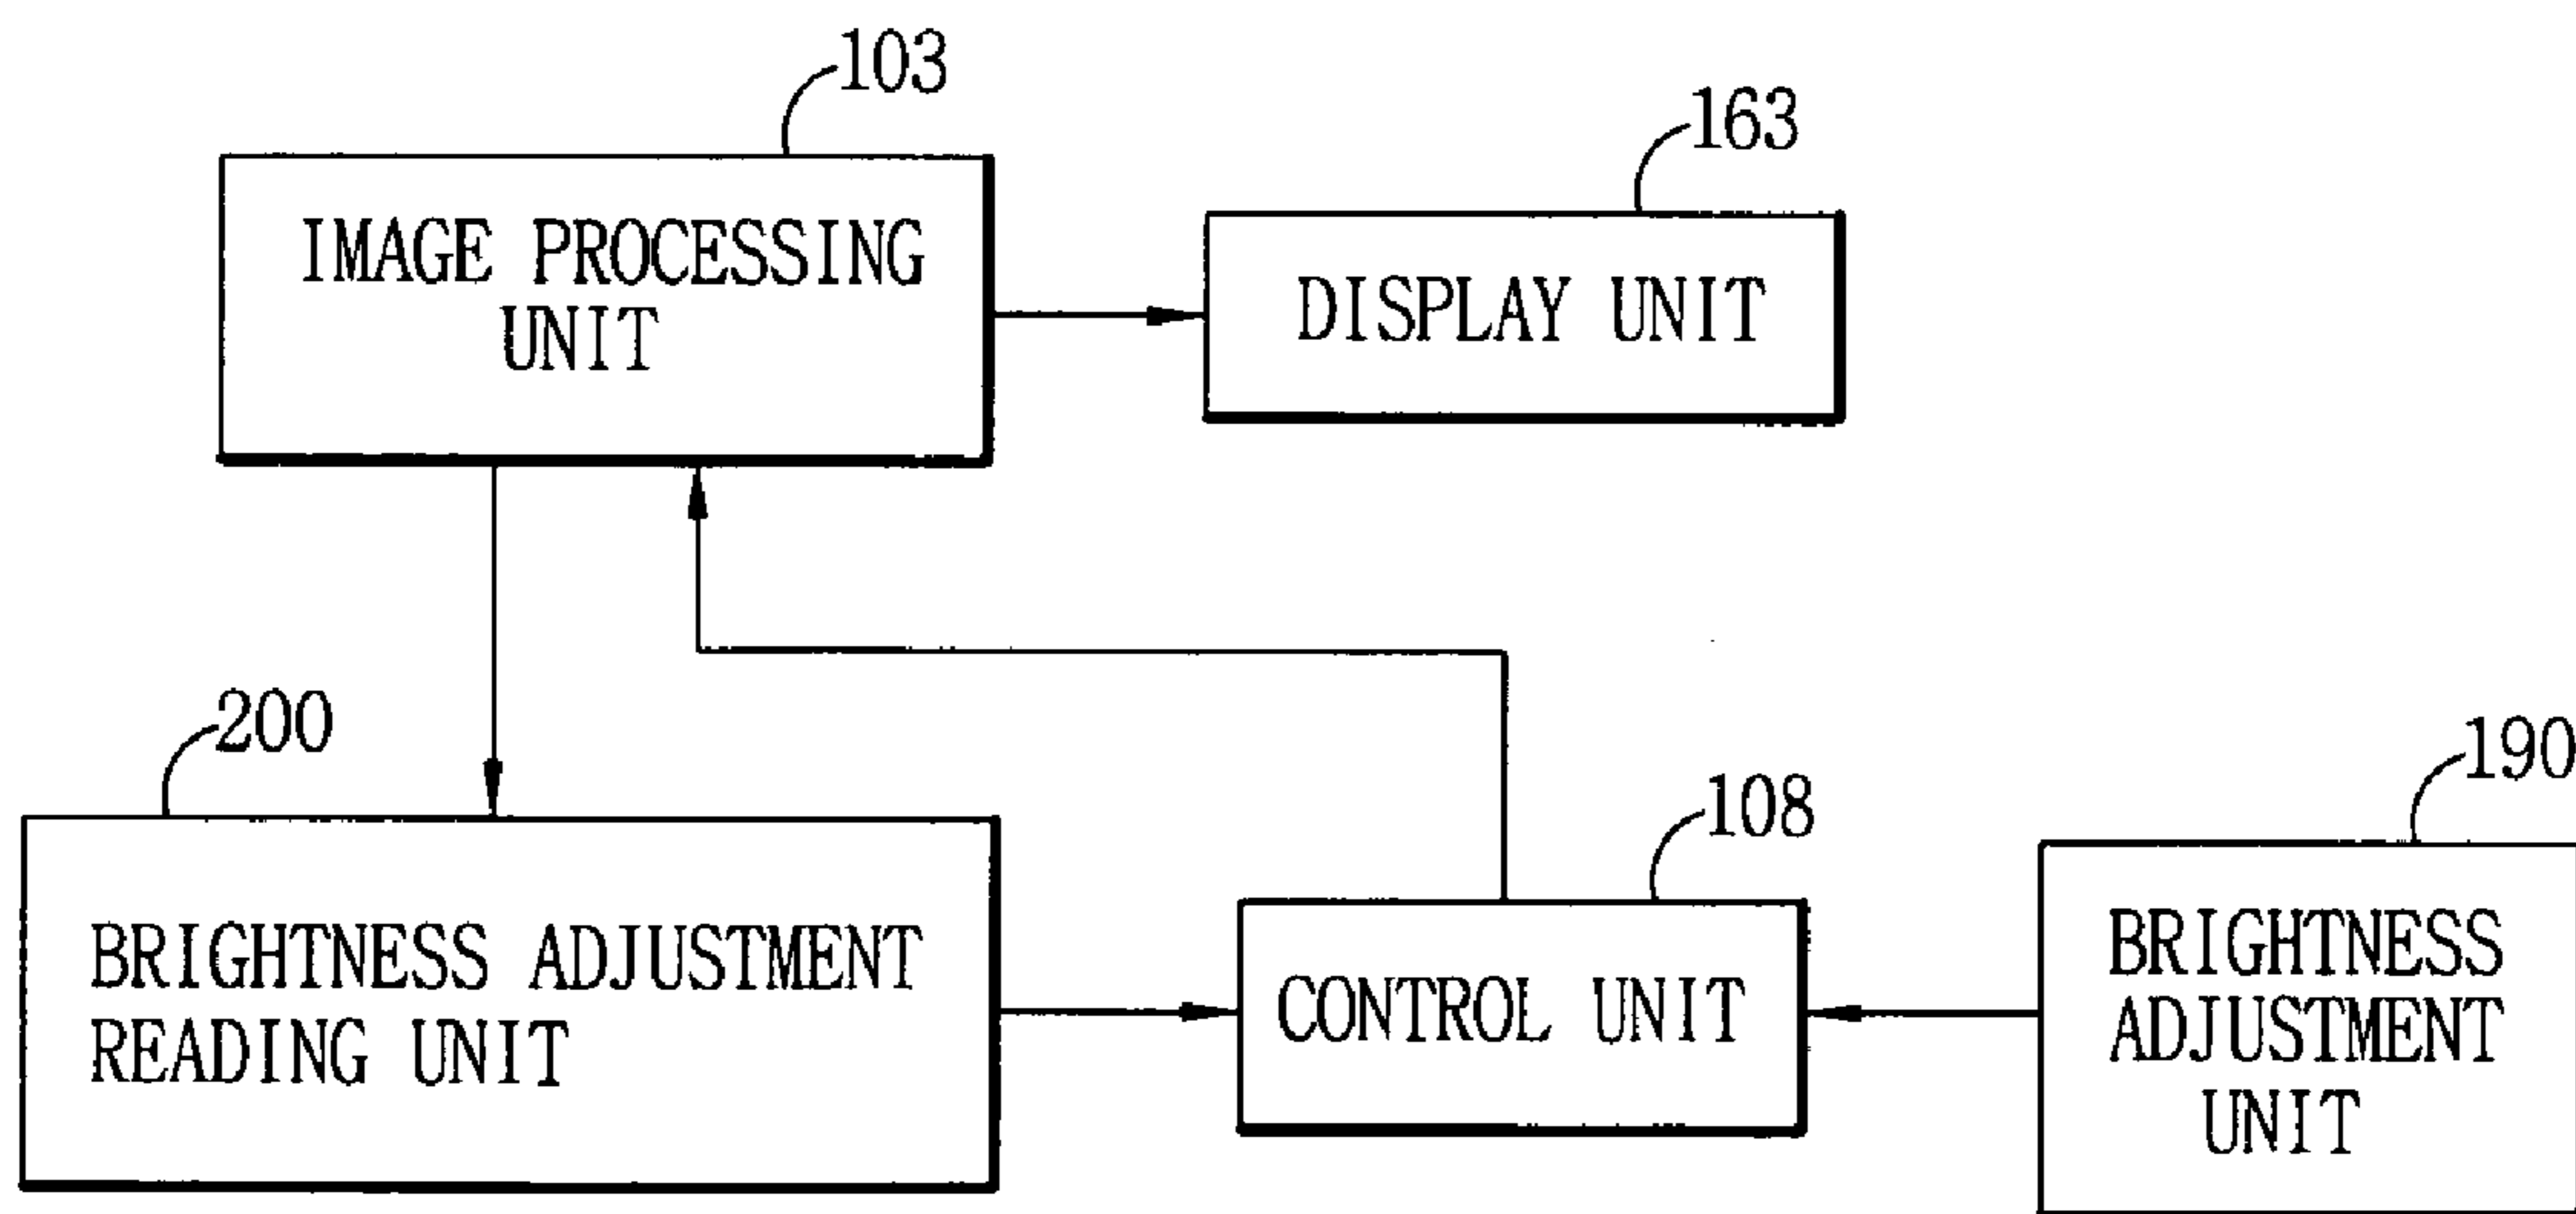 103
IMAGE PROCESSING
UNIT
163
DISPLAY UNIT
200
BRIGHTNESS ADJUSTMENT
READING UNIT
108
CONTROL UNIT
190
BRIGHTNESS
ADJUSTMENT
UNIT